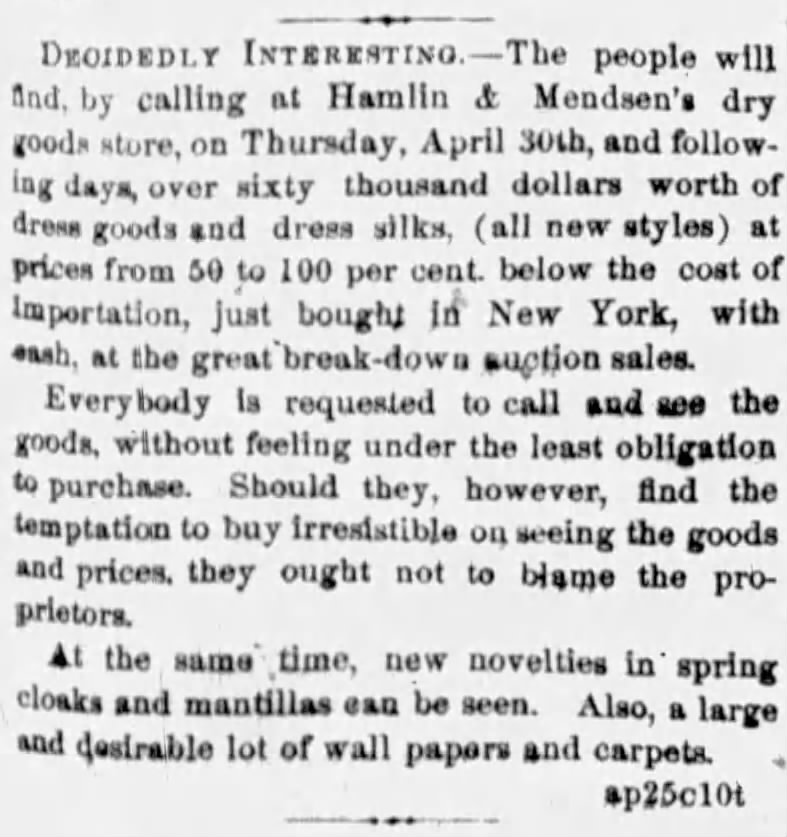 DECIDEDLY INTERESTING.—The people will
find, by calling at Hamlin & Mendsen's dry
goods store, on Thursday, April 30th, and follow-
ing days, over sixty thousand dollars worth of
dress goods and dress silks, (all new styles) at
prices from 50 to 100 per cent. below the cost of
importation, just bought in New York, with
cash, at the great break-down auction sales.
Everybody is requested to call and see the
goods, without feeling under the least obligation
to purchase. Should they, however, find the
temptation to buy irresistible on seeing the goods
and prices, they ought not to blame the pro-
prietors.
At the same time, new novelties in spring
cloaks and mantillas can be seen. Also, a large
and desirable lot of wall papers and carpets.
ap25c10t